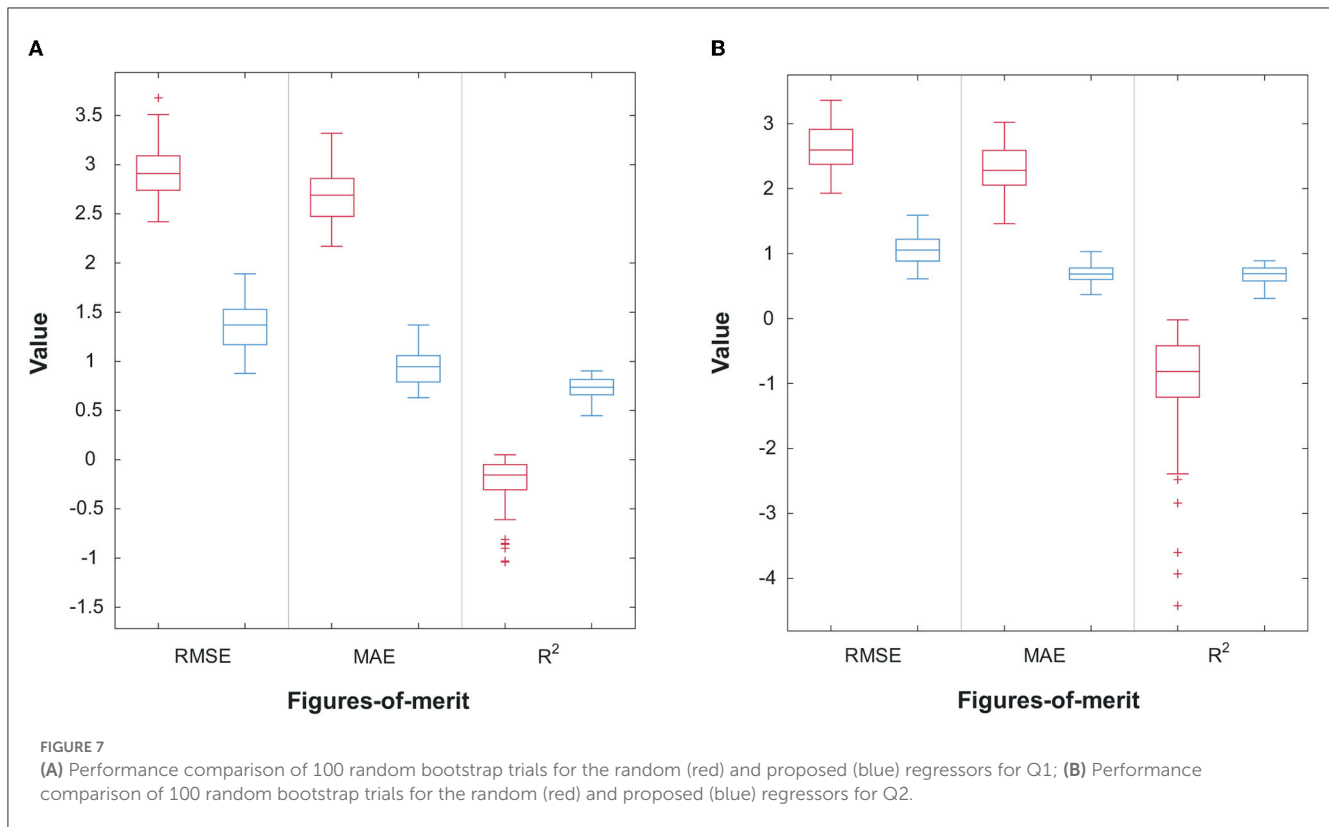 A
Value
3.5
3
2.5
2
1.5
1
0.5
0
-0.5
-1
-1.5
RMSE MAE R²
Figures-of-merit
B
Value
3
2
1
0
-1
-2
-3
-4
RMSE MAE R²
Figures-of-merit
FIGURE 7
(A) Performance comparison of 100 random bootstrap trials for the random (red) and proposed (blue) regressors for Q1; (B) Performance
comparison of 100 random bootstrap trials for the random (red) and proposed (blue) regressors for Q2.